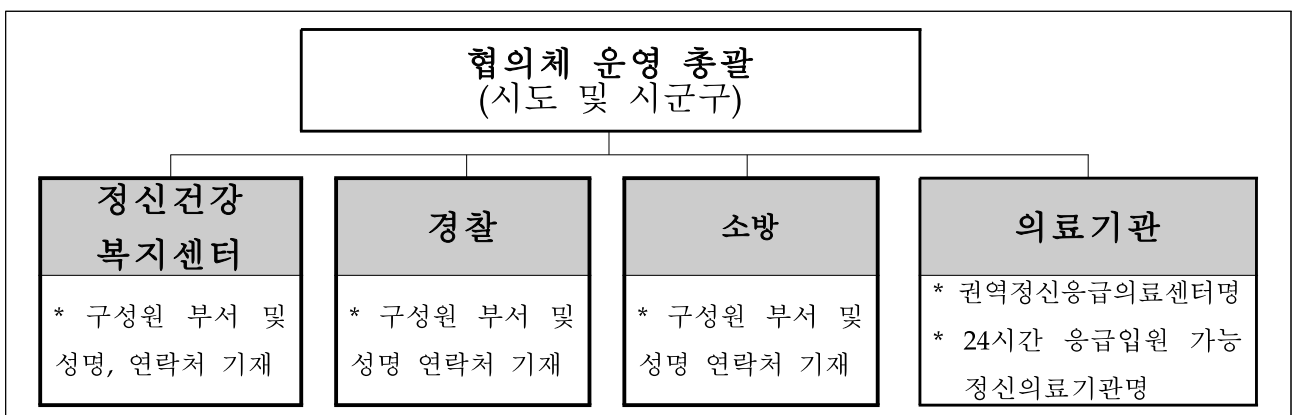 협의체 운영 총괄
(시도 및 시군구)
정신건강
복지센터
* 구성원 부서 및
성명, 연락처 기재
경찰
* 구성원 부서 및
성명 연락처 기재
소방
* 구성원 부서 및
성명 연락처 기재
의료기관
* 권역정신응급의료센터명
* 24시간 응급입원 가능
정신의료기관명